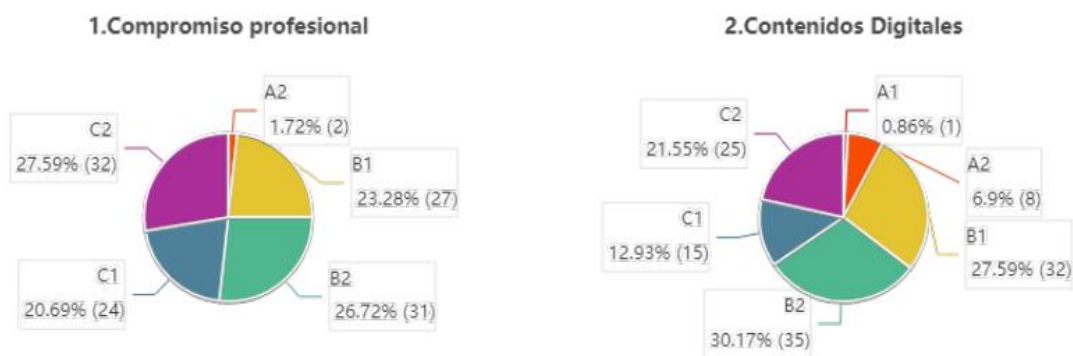 1.Compromiso profesional
A2
1.72% (2)
B1
23.28% (27)
B2
26.72% (31)
C1
20.69% (24)
C2
27.59% (32)
2.Contenidos Digitales
A1
0.86% (1)
A2
6.9% (8)
B1
27.59% (32)
B2
30.17% (35)
C1
12.93% (15)
C2
21.55% (25)